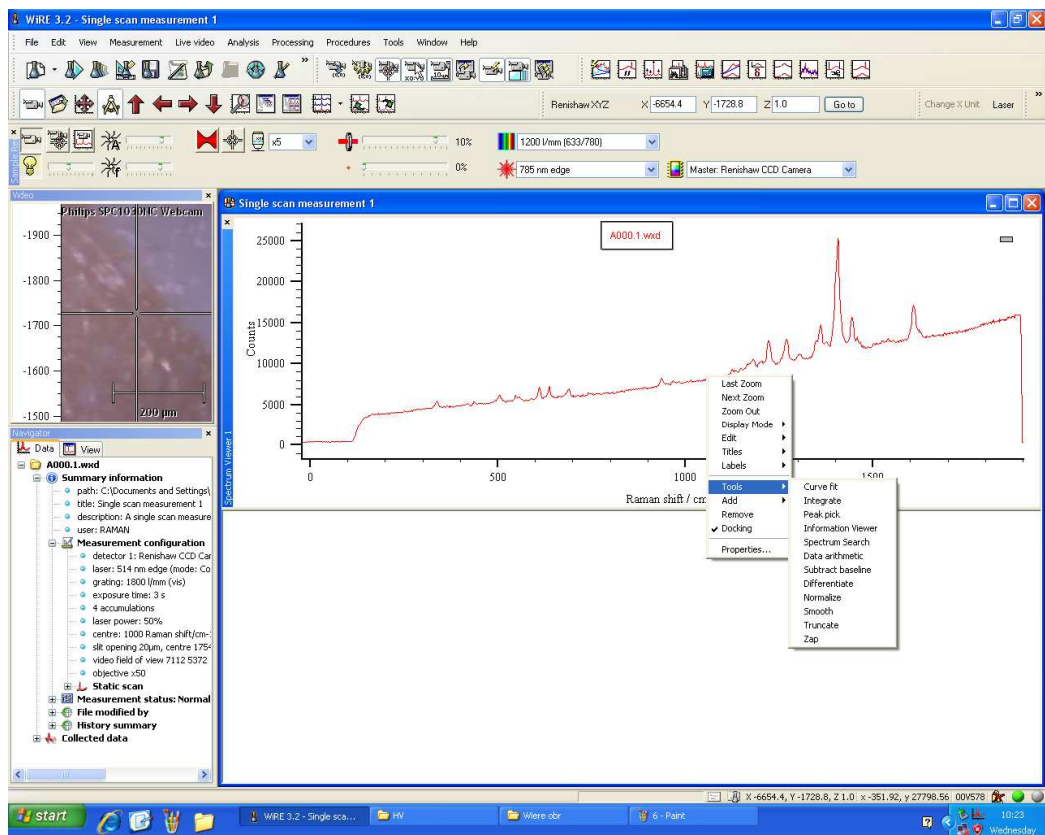 WiRE 3.2 - Single scan measurement 1
File Edit View Measurement Live video Analysis Processing Procedures Tools Window Help
Renishaw XYZ X -6654.4 Y -1728.8 Z 1.0 Go to Change X Unit Laser
x5 10% 1200 l/mm (633/780)
0% 785 nm edge Master: Renishaw CCD Camera
Video
Philips SPC1030NC Webcam
-1900
-1800
-1700
-1600
-1500
200 µm
Navigator
Data View
A000.1.wxd
Summary information
path: C:\Documents and Settings\
title: Single scan measurement 1
description: A single scan measure
user: RAMAN
Measurement configuration
detector 1: Renishaw CCD Car
laser: 514 nm edge (mode: Co
grating: 1800 l/mm (vis)
exposure time: 3 s
4 accumulations
laser power: 50%
centre: 1000 Raman shift/cm-
slit opening 20µm, centre 1754
video field of view 7112 5372
objective x50
Static scan
Measurement status: Normal
File modified by
History summary
Collected data
Single scan measurement 1
Spectrum Viewer 1
A000.1.wxd
Counts
25000
20000
15000
10000
5000
0
0 500 1000 1500
Raman shift / cm
Last Zoom
Next Zoom
Zoom Out
Display Mode
Edit
Titles
Labels
Tools
Add
Remove
Docking
Properties...
Curve fit
Integrate
Peak pick
Information Viewer
Spectrum Search
Data arithmetic
Subtract baseline
Differentiate
Normalize
Smooth
Truncate
Zap
X -6654.4, Y -1728.8, Z 1.0 x -351.92, y 27798.56 00Y578
start WiRE 3.2 - Single sca... HV Wiere obr 6 - Paint 10:23
Wednesday